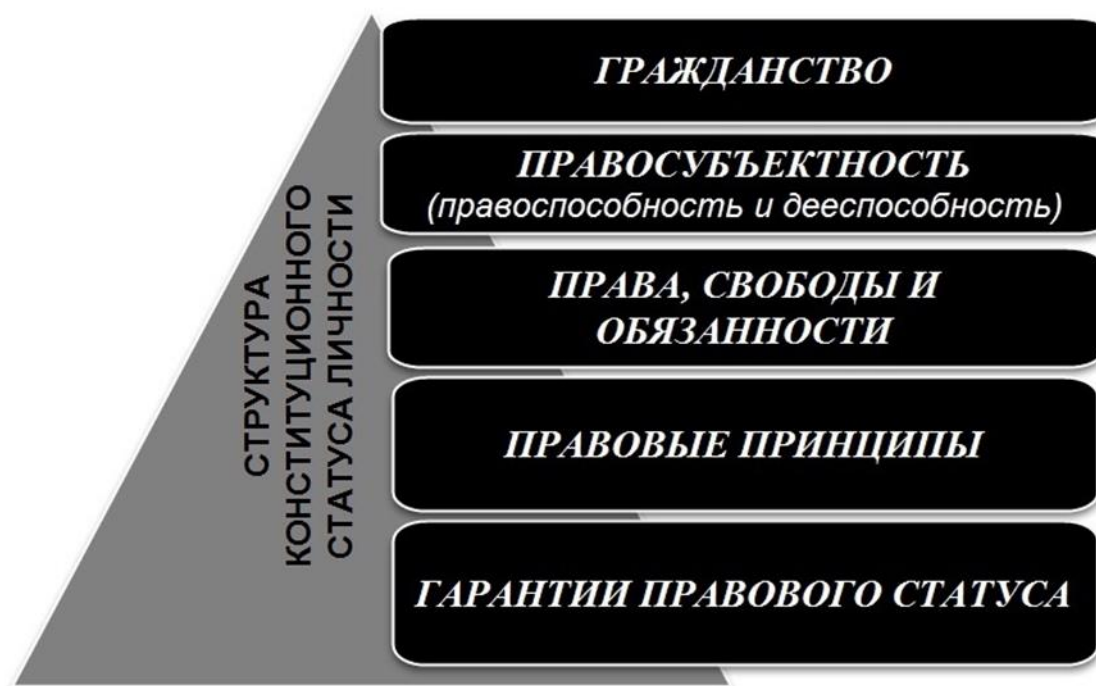 СТРУКТУРА
КОНСТИТУЦИОННОГО
СТАТУСА ЛИЧНОСТИ
ГРАЖДАНСТВО
ПРАВОСУБЪЕКТНОСТЬ
(правоспособность и дееспособность)
ПРАВА, СВОБОДЫ И
ОБЯЗАННОСТИ
ПРАВОВЫЕ ПРИНЦИПЫ
ГАРАНТИИ ПРАВОВОГО СТАТУСА